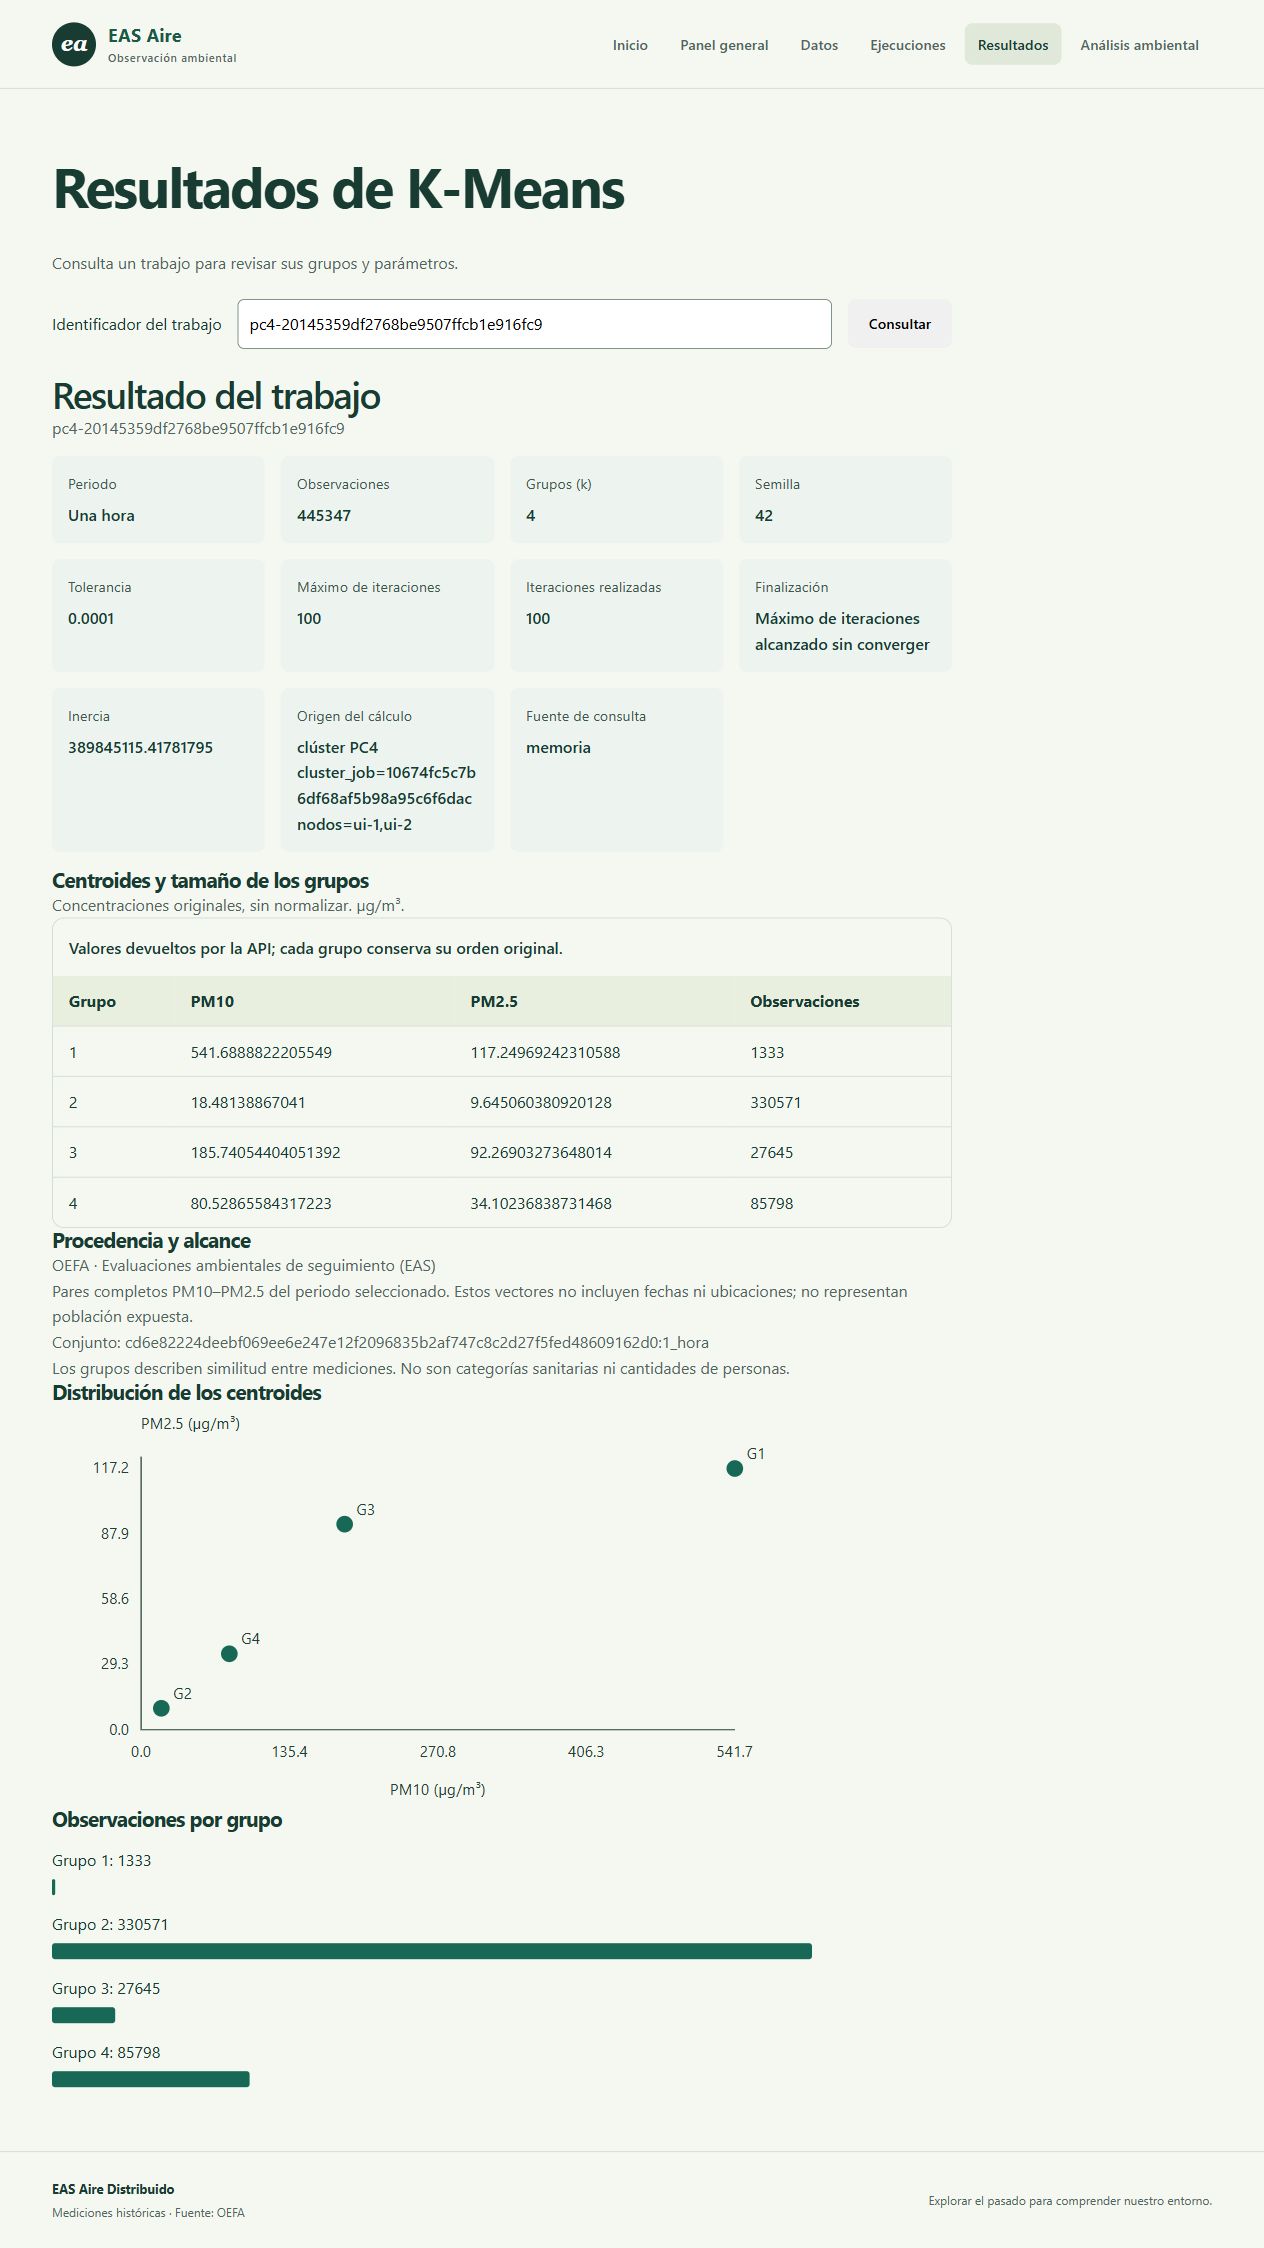 ea
EAS Aire
Observación ambiental
Inicio
Panel general
Datos
Ejecuciones
Resultados
Análisis ambiental
Resultados de K-Means
Consulta un trabajo para revisar sus grupos y parámetros.
Identificador del trabajo
pc4-20145359df2768be9507ffcb1e916fc9
Consultar
Resultado del trabajo
pc4-20145359df2768be9507ffcb1e916fc9
Periodo
Una hora
Observaciones
445347
Grupos (k)
4
Semilla
42
Tolerancia
0.0001
Máximo de iteraciones
100
Iteraciones realizadas
100
Finalización
Máximo de iteraciones
alcanzado sin converger
Inercia
389845115.41781795
Origen del cálculo
clúster PC4
cluster_job=10674fc5c7b
6df68af5b98a95c6f6dac
nodos=ui-1,ui-2
Fuente de consulta
memoria
Centroides y tamaño de los grupos
Concentraciones originales, sin normalizar. µg/m³.
Valores devueltos por la API; cada grupo conserva su orden original.
Grupo PM10 PM2.5 Observaciones
1 541.6888822205549 117.24969242310588 1333
2 18.48138867041 9.645060380920128 330571
3 185.74054404051392 92.26903273648014 27645
4 80.52865584317223 34.10236838731468 85798
Procedencia y alcance
OEFA · Evaluaciones ambientales de seguimiento (EAS)
Pares completos PM10–PM2.5 del periodo seleccionado. Estos vectores no incluyen fechas ni ubicaciones; no representan
población expuesta.
Conjunto: cd6e82224deebf069ee6e247e12f2096835b2af747c8c2d27f5fed48609162d0:1_hora
Los grupos describen similitud entre mediciones. No son categorías sanitarias ni cantidades de personas.
Distribución de los centroides
PM2.5 (µg/m³)
117.2
87.9
58.6
29.3
0.0
G1
G3
G4
G2
0.0 135.4 270.8 406.3 541.7
PM10 (µg/m³)
Observaciones por grupo
Grupo 1: 1333
Grupo 2: 330571
Grupo 3: 27645
Grupo 4: 85798
EAS Aire Distribuido
Mediciones históricas · Fuente: OEFA
Explorar el pasado para comprender nuestro entorno.